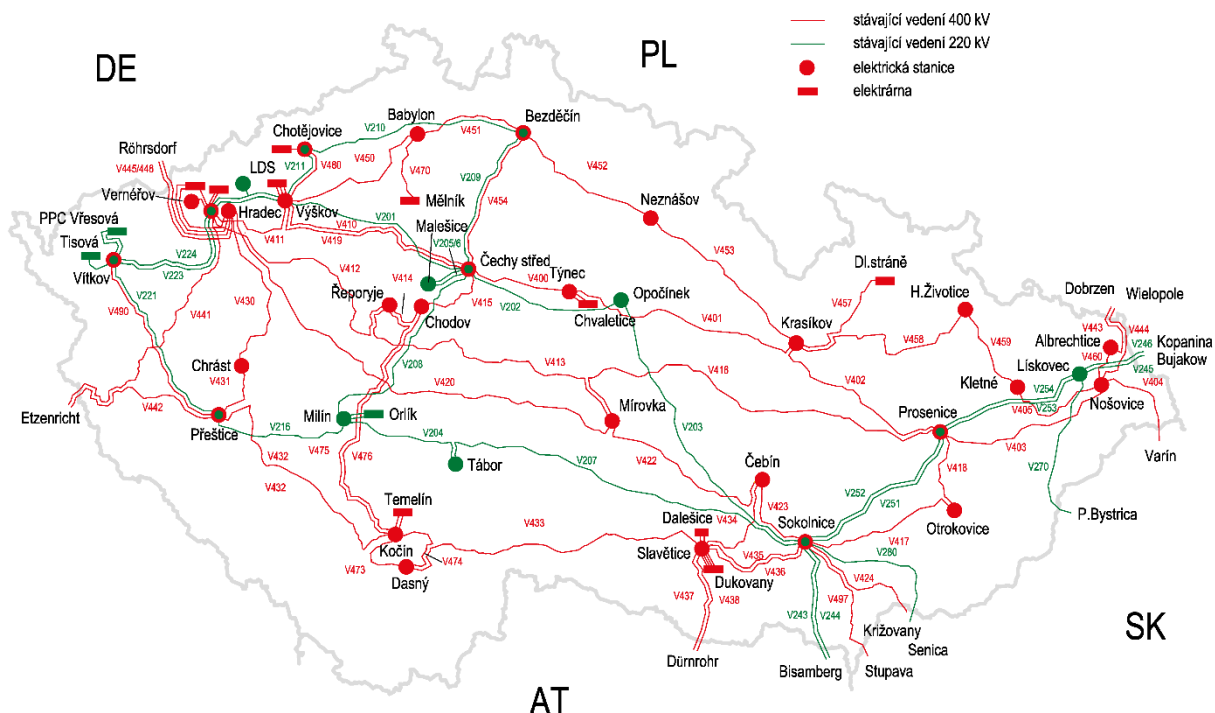 stávající vedení 400 kV
stávající vedení 220 kV
elektrická stanice
elektrárna
DE
PL
SK
AT
Röhrsdorf
V445/448
Vernéřov
PPC Vřesová
Tisová
Vítkov
V224
V223
V221
V490
V441
V442
Etzenricht
Hradec
LDS
Výškov
Chotějovice
V211
V480
V210
V450
Babylon
V451
V470
Mělník
Bezděčín
V209
V454
V452
Neznášov
V453
V201
V410
V419
V411
Malešice
V205/6
Čechy střed
V400
Týnec
V202
Chvaletice
Opočínek
V401
V412
V414
Řeporyje
V415
Chodov
V430
V431
Chrást
V208
V413
V420
Přeštice
V216
Milín
Orlík
V204
Tábor
V475
V476
V432
V432
Temelín
Kočín
V473
V474
Dasný
V433
V207
Mírovka
V422
V203
V418
V402
Krasíkov
V457
Dl.stráně
V458
H.Životice
V459
Kletné
V405
V254
V253
Lískovec
Albrechtice
V460
Dobrzen
V443
V444
Wielopole
V246
V245
Kopanina
Bujakow
Nošovice
V404
V403
Varín
V270
P.Bystrica
Prosenice
V418
Otrokovice
V417
V252
V251
Čebín
V423
V434
Sokolnice
V435
V436
Dalešice
Slavětice
Dukovany
V437
V438
Dürnrohr
V243
V244
Bisamberg
V280
V424
V497
Križovany
Senica
Stupava